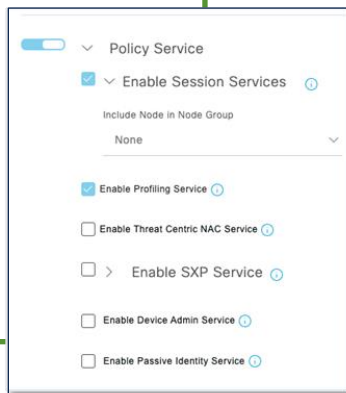 Policy Service
Enable Session Services
Include Node in Node Group
None
Enable Profiling Service
Enable Threat Centric NAC Service
Enable SXP Service
Enable Device Admin Service
Enable Passive Identity Service